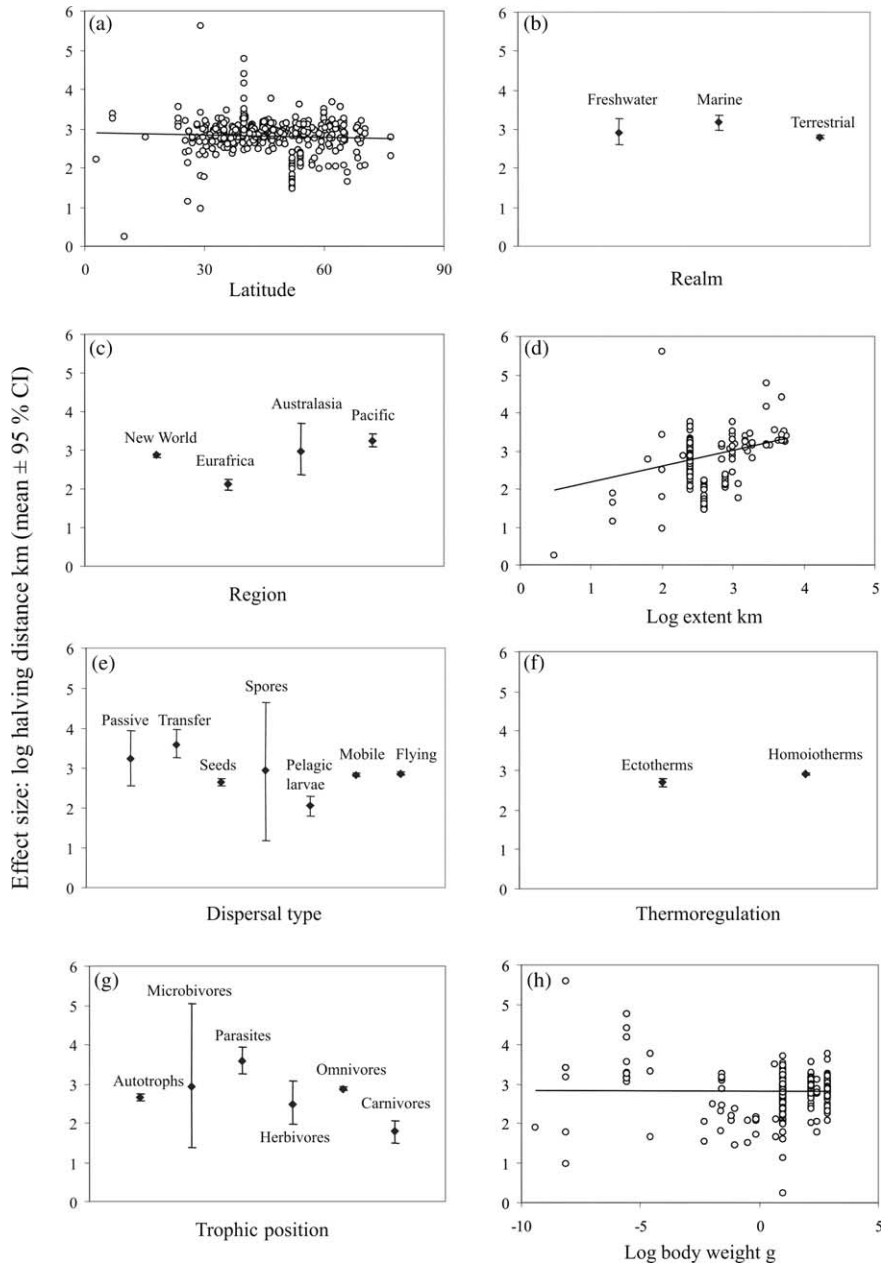 Effect size: log halving distance km (mean ± 95 % CI)
(a)
6
5
4
3
2
1
0
0 30 60 90
Latitude
(b)
6
5
4
3
2
1
0
Freshwater
Marine
Terrestrial
Realm
(c)
6
5
4
3
2
1
0
New World
Eurafrica
Australasia
Pacific
Region
(d)
6
5
4
3
2
1
0
0 1 2 3 4 5
Log extent km
(e)
6
5
4
3
2
1
0
Passive
Transfer
Seeds
Spores
Pelagic
larvae
Mobile
Flying
Dispersal type
(f)
6
5
4
3
2
1
0
Ectotherms
Homoiotherms
Thermoregulation
(g)
6
5
4
3
2
1
0
Autotrophs
Microbivores
Parasites
Herbivores
Omnivores
Carnivores
Trophic position
(h)
6
5
4
3
2
1
0
-10 -5 0 5
Log body weight g